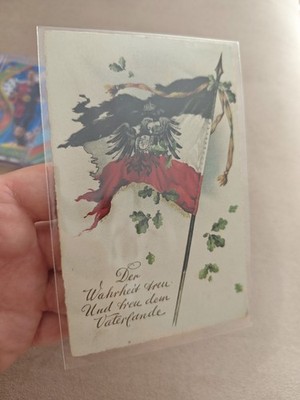 Der
Wahrheit treu
Und treu dem
Vaterlande